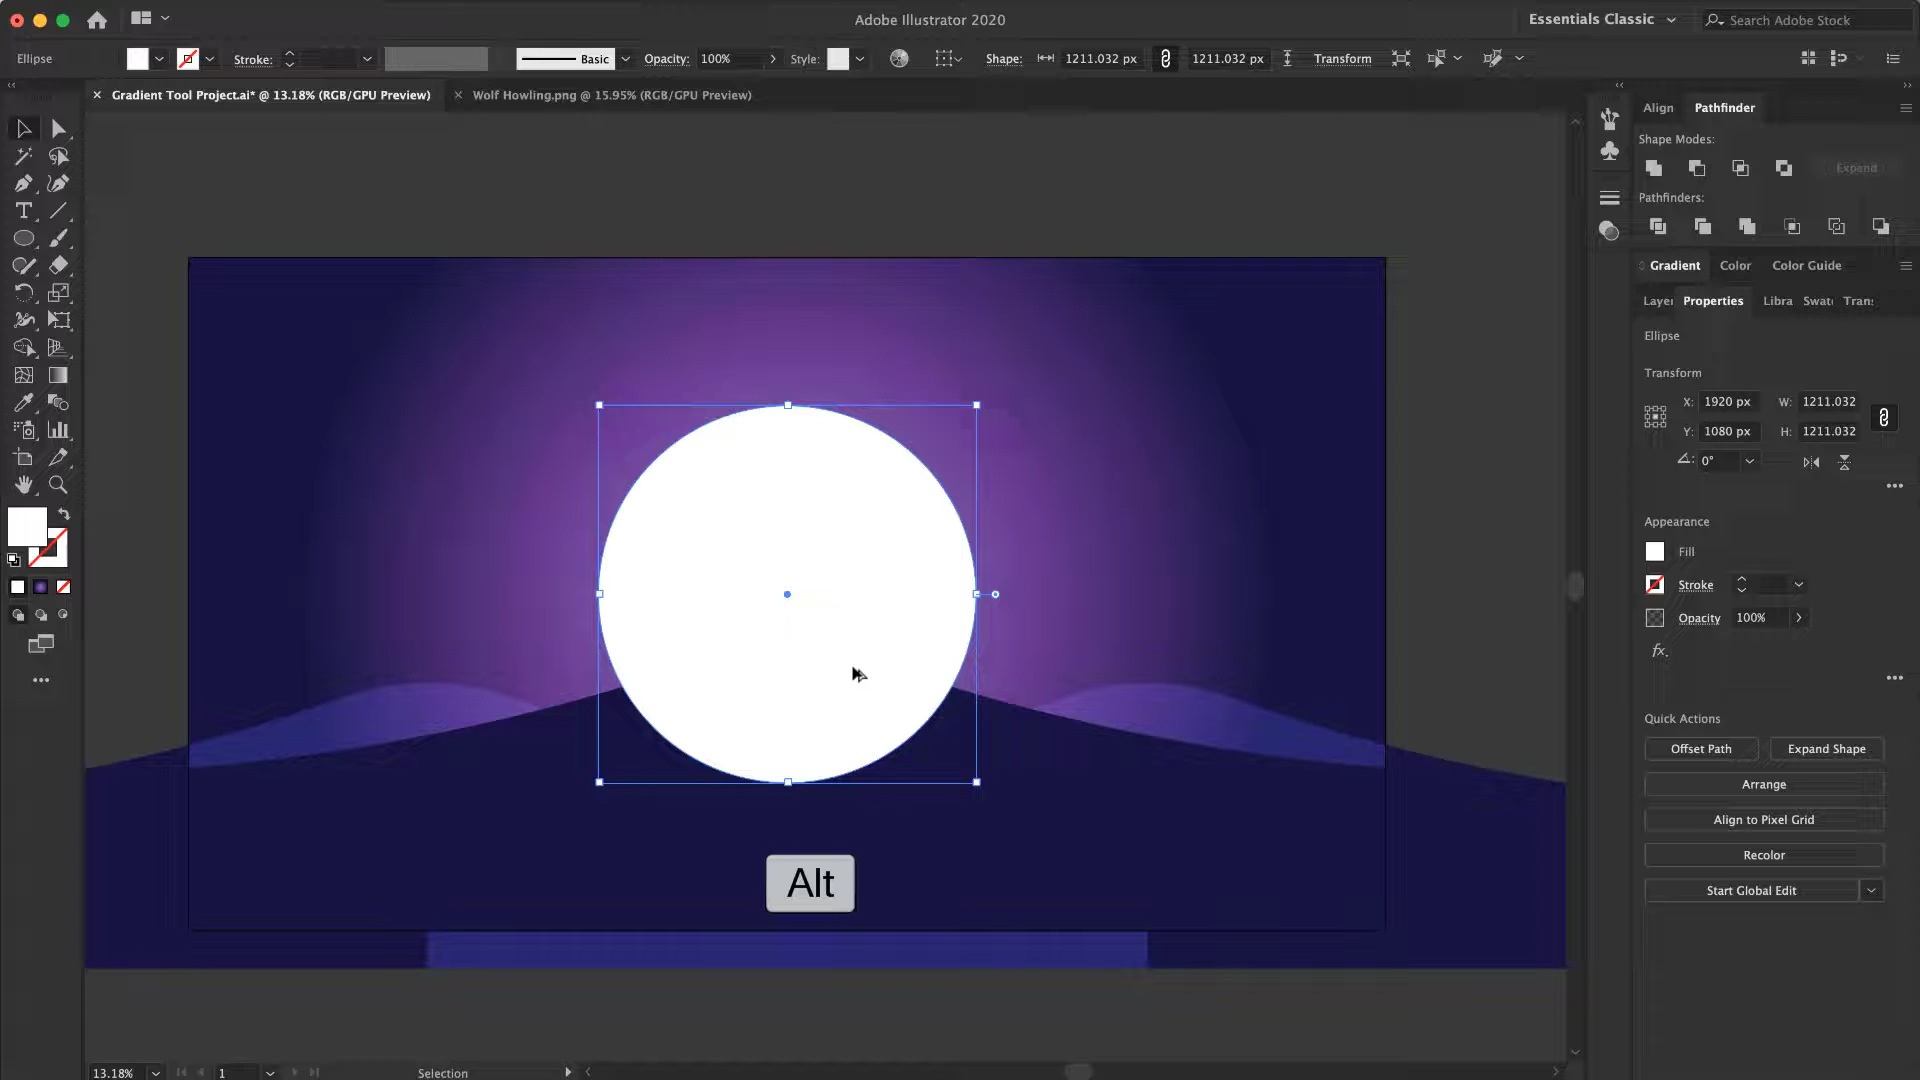 Adobe Illustrator 2020
Essentials Classic
Search Adobe Stock
Ellipse
Stroke:
Basic
Opacity: 100%
Style:
Shape: 1211.032 px 1211.032 px
Transform
Gradient Tool Project.ai* @ 13.18% (RGB/GPU Preview)
Wolf Howling.png @ 15.95% (RGB/GPU Preview)
Align Pathfinder
Shape Modes:
Expand
Pathfinders:
Gradient Color Color Guide
Layer Properties Libra Swat Trans
Ellipse
Transform
X: 1920 px W: 1211.032
Y: 1080 px H: 1211.032
0°
Appearance
Fill
Stroke
Opacity 100%
fx.
Quick Actions
Offset Path Expand Shape
Arrange
Align to Pixel Grid
Recolor
Start Global Edit
Alt
13.18% 1 Selection